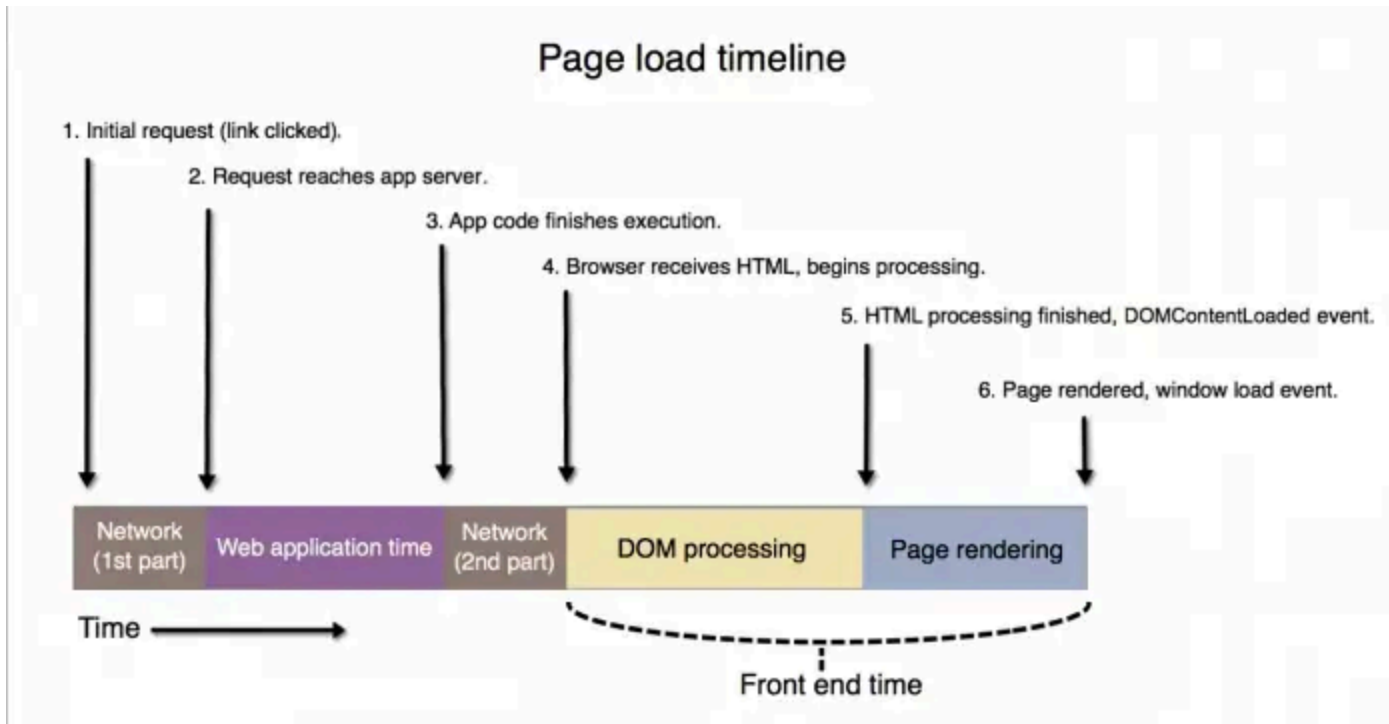 Page load timeline
1. Initial request (link clicked).
2. Request reaches app server.
3. App code finishes execution.
4. Browser receives HTML, begins processing.
5. HTML processing finished, DOMContentLoaded event.
6. Page rendered, window load event.
Network
(1st part)
Web application time
Network
(2nd part)
DOM processing
Page rendering
Time
Front end time